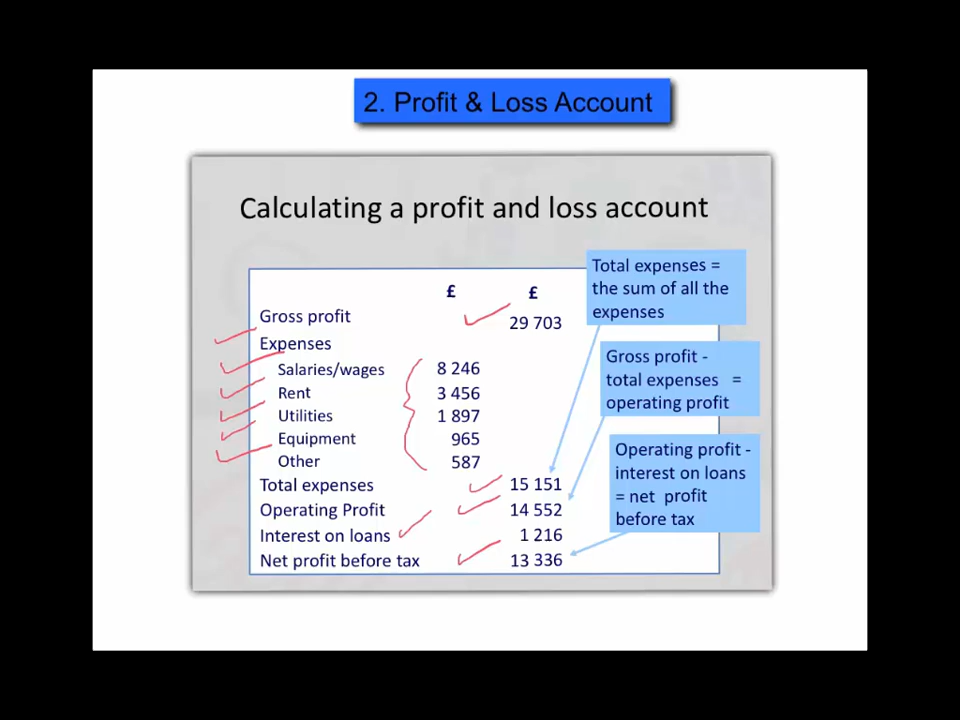 2. Profit & Loss Account
Calculating a profit and loss account
£ £
Gross profit 29 703
Expenses
Salaries/wages 8 246
Rent 3 456
Utilities 1 897
Equipment 965
Other 587
Total expenses 15 151
Operating Profit 14 552
Interest on loans 1 216
Net profit before tax 13 336
Total expenses =
the sum of all the
expenses
Gross profit -
total expenses =
operating profit
Operating profit -
interest on loans
= net profit
before tax